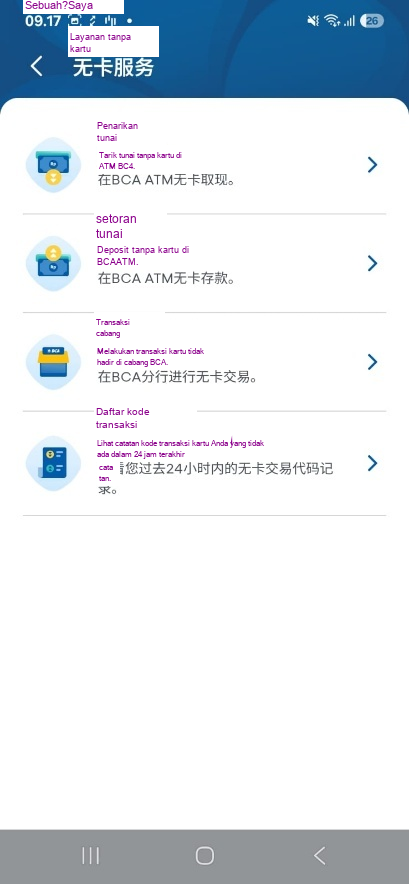 Sebuah?Saya
09.17
26
Layanan tanpa
kartu
无卡服务
Penarikan
tunai
Tarik tunai tanpa kartu di
ATM BC4.
在BCA ATM无卡取现。
setoran
tunai
Deposit tanpa kartu di
BCAATM.
在BCA ATM无卡存款。
Transaksi
cabang
Melakukan transaksi kartu tidak
hadir di cabang BCA.
BCA
在BCA分行进行无卡交易。
Daftar kode
transaksi
Lihat catatan kode transaksi kartu Anda yang tidak
ada dalam 24 jam terakhir
cata
tan.
您过去24小时内的无卡交易代码记
录。